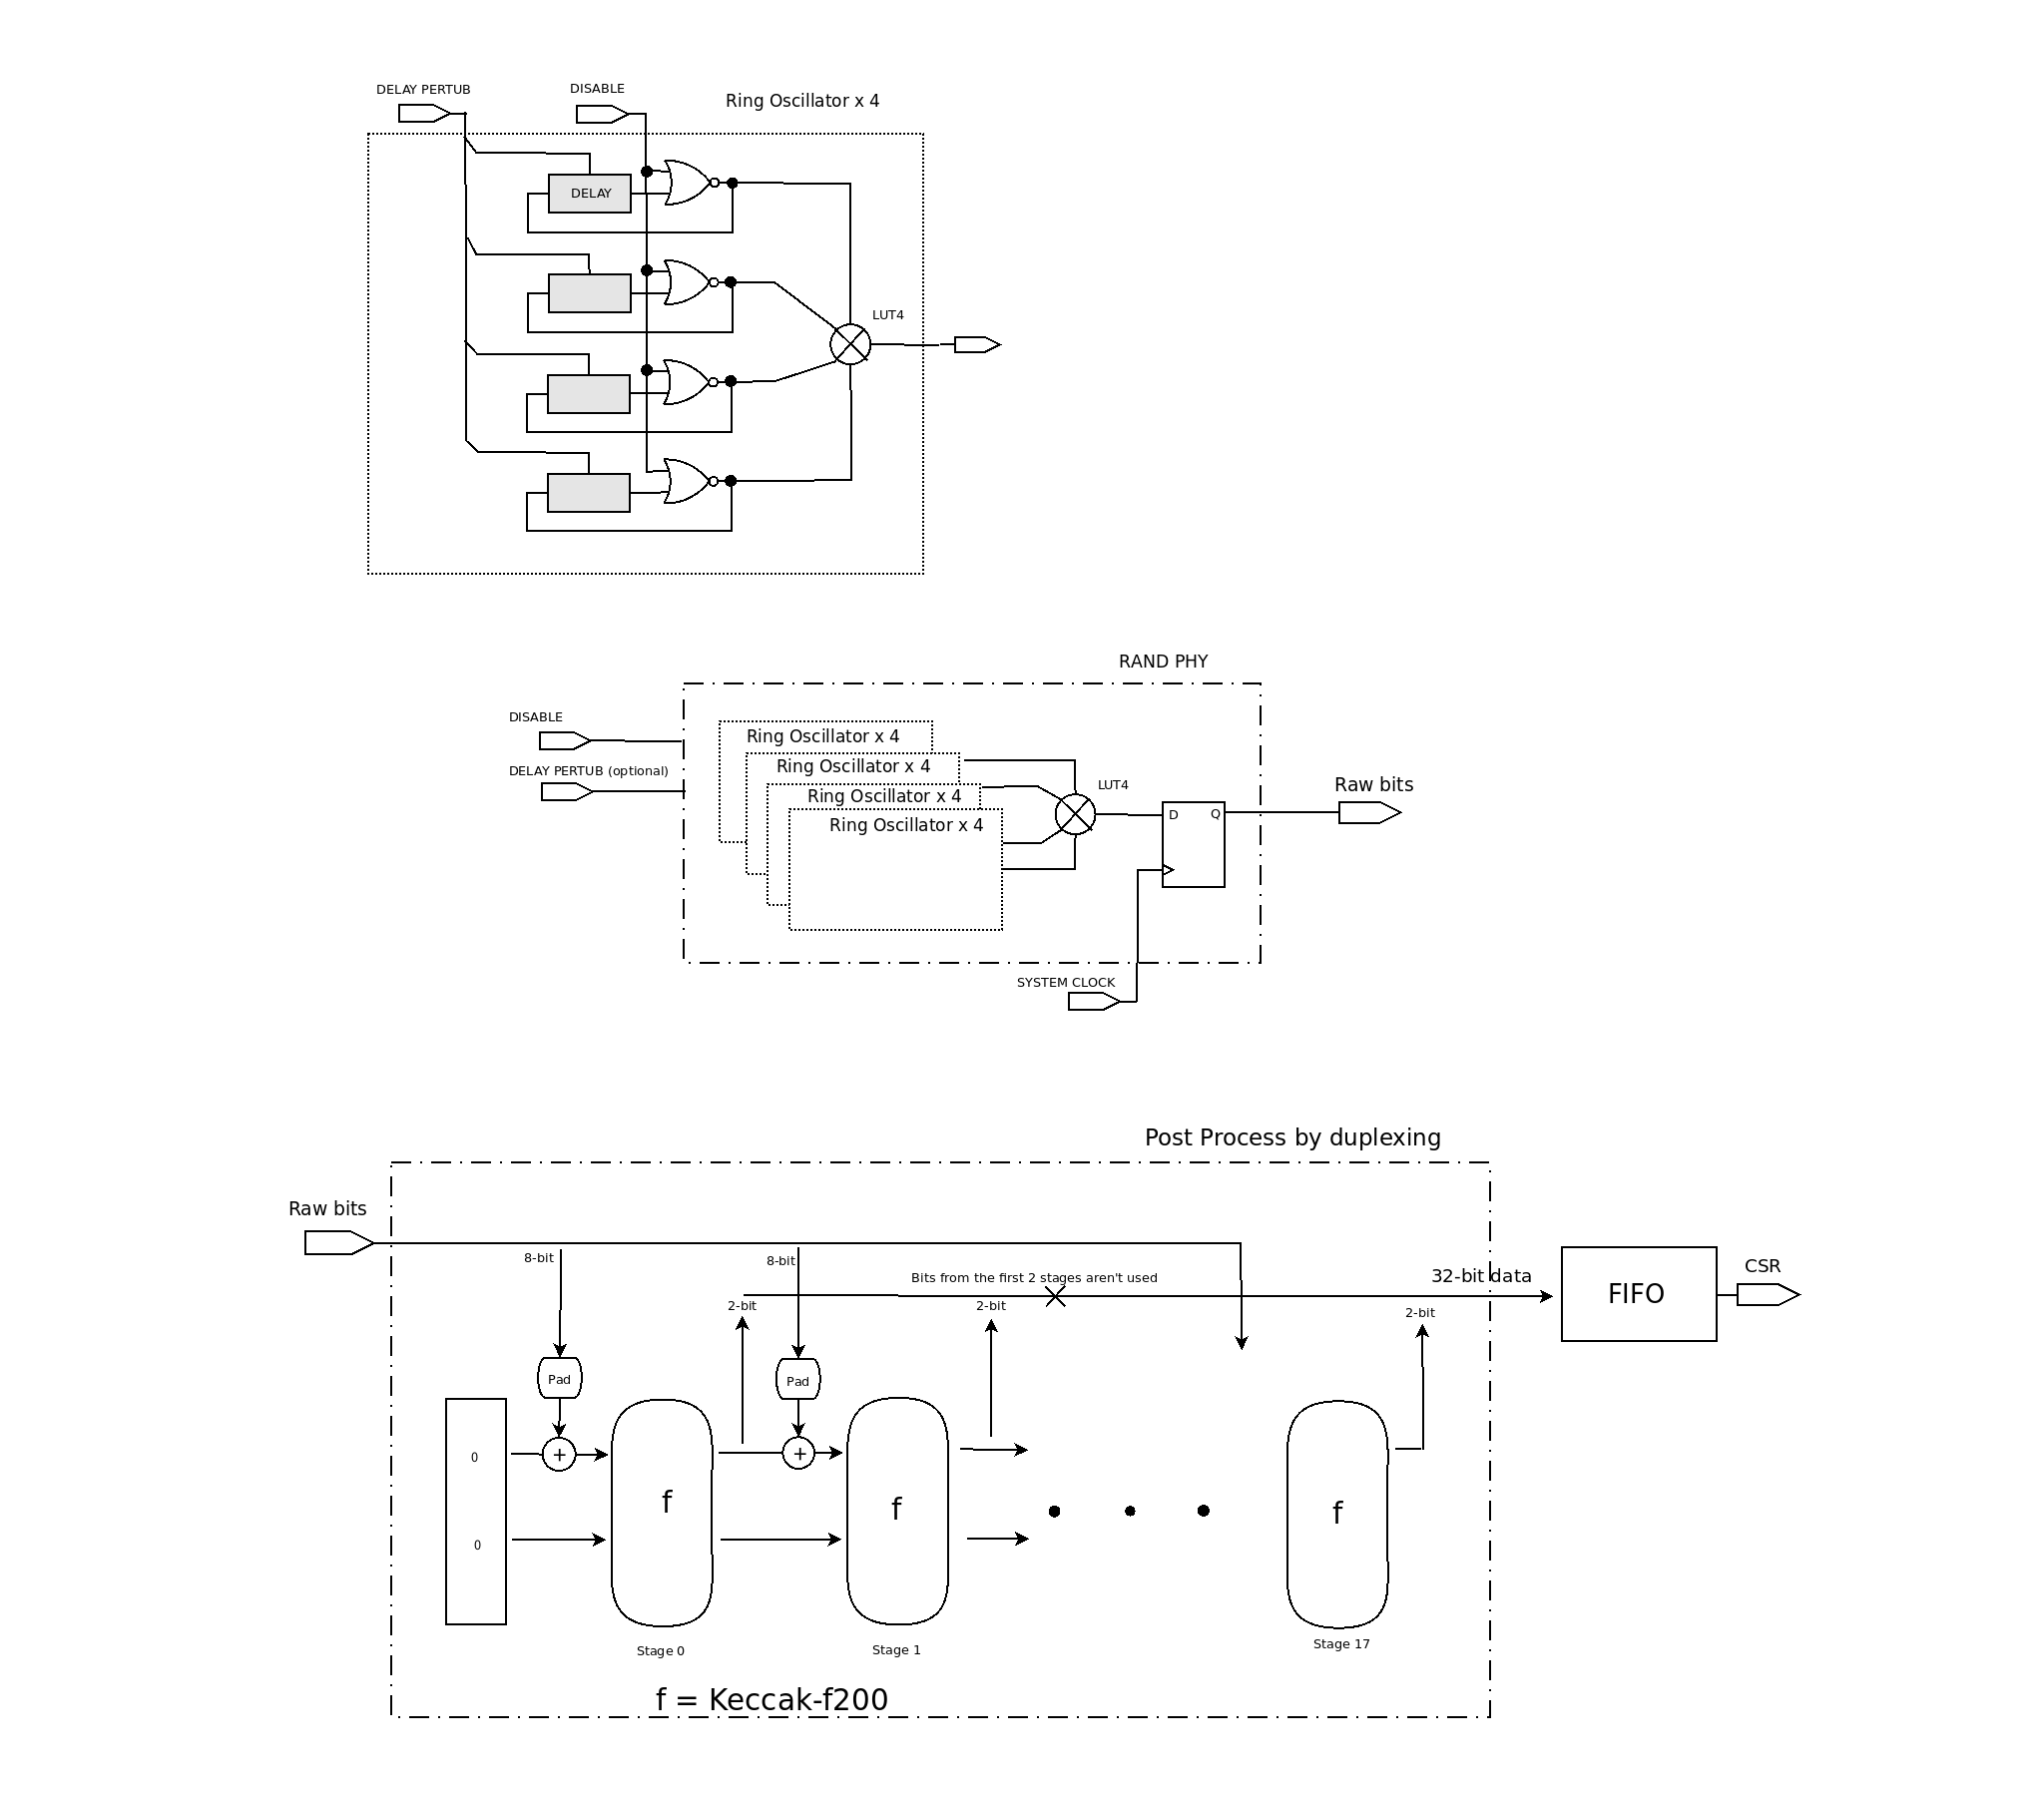 DELAY PERTUB
DISABLE
Ring Oscillator x 4
DELAY
LUT4
RAND PHY
DISABLE
DELAY PERTUB (optional)
Ring Oscillator x 4
Ring Oscillator x 4
Ring Oscillator x 4
Ring Oscillator x 4
LUT4
D
Q
Raw bits
SYSTEM CLOCK
Post Process by duplexing
Raw bits
8-bit
8-bit
Bits from the first 2 stages aren't used
32-bit data
CSR
FIFO
2-bit
2-bit
2-bit
Pad
Pad
0
+
+
f
f
f
0
Stage 0
Stage 1
Stage 17
f = Keccak-f200